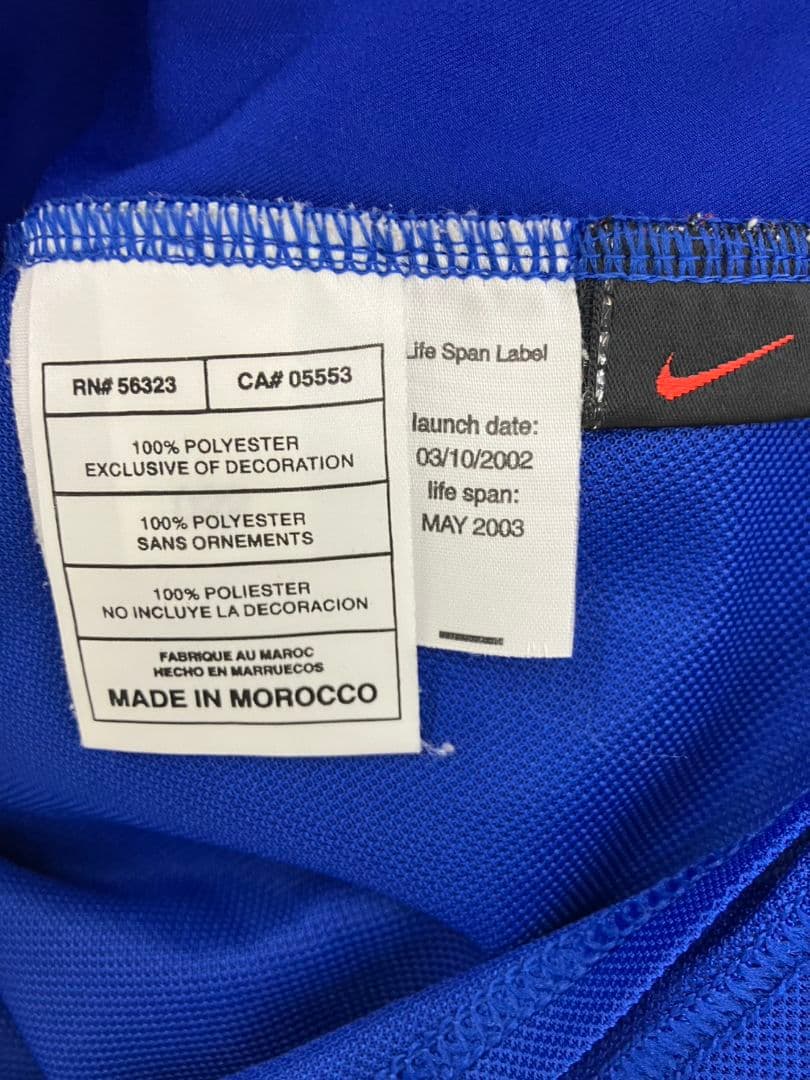 RN# 56323
CA# 05553
100% POLYESTER
EXCLUSIVE OF DECORATION
100% POLYESTER
SANS ORNEMENTS
100% POLIESTER
NO INCLUYE LA DECORACION
FABRIQUE AU MAROC
HECHO EN MARRUECOS
MADE IN MOROCCO
Life Span Label
launch date:
03/10/2002
life span:
MAY 2003